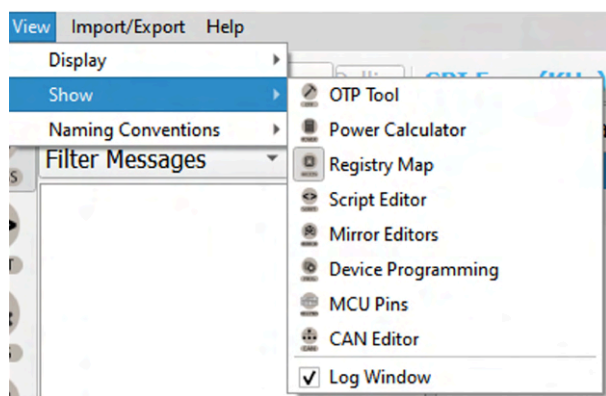 View Import/Export Help
Display
Show
Naming Conventions
Filter Messages
OTP Tool
Power Calculator
Registry Map
Script Editor
Mirror Editors
Device Programming
MCU Pins
CAN Editor
Log Window